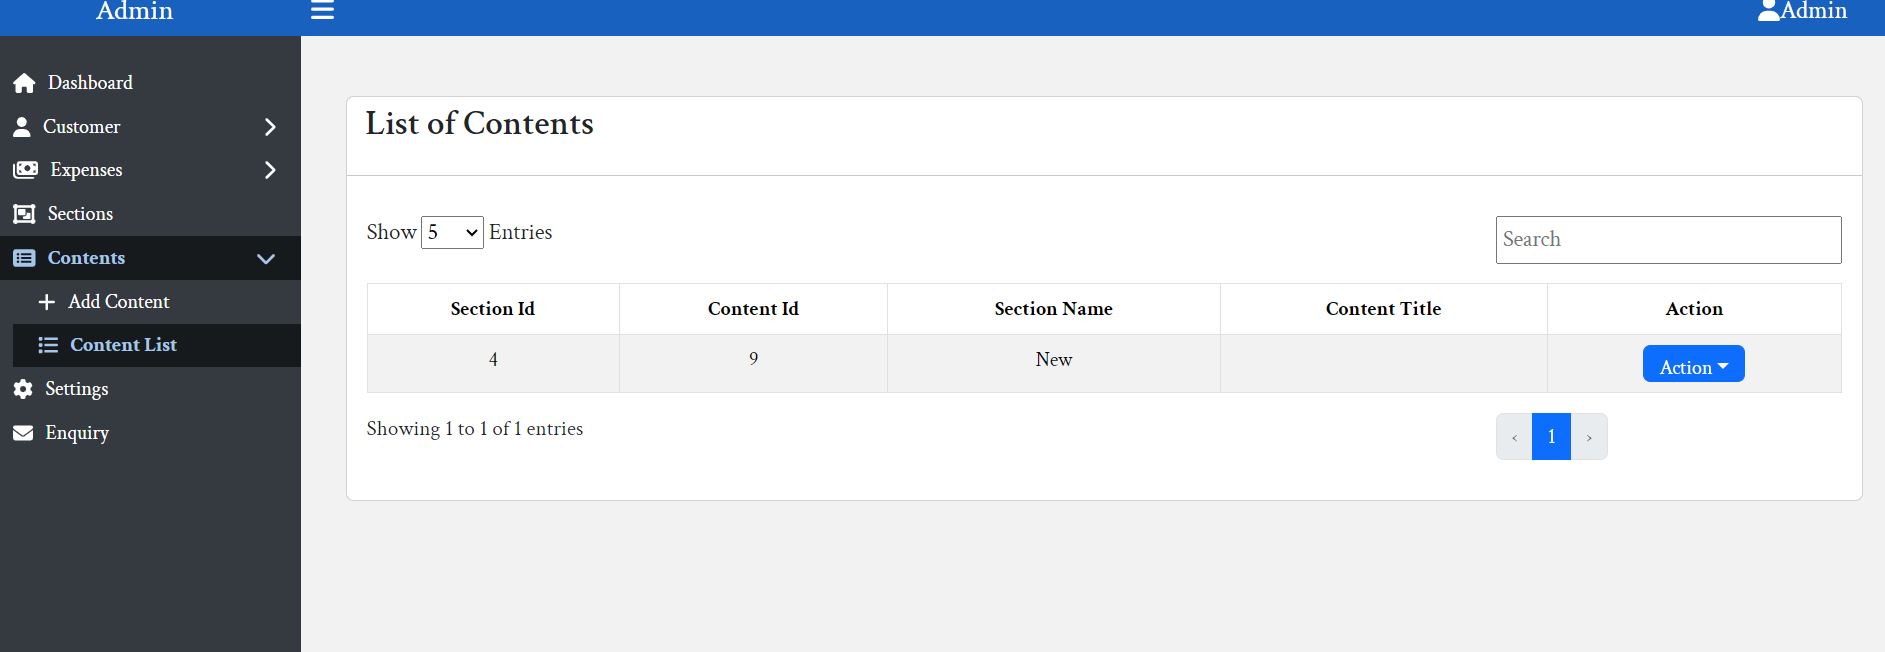 Admin
Admin
Dashboard
Customer
Expenses
Sections
Contents
Add Content
Content List
Settings
Enquiry
List of Contents
Show 5 Entries
Search
Section Id Content Id Section Name Content Title Action
4 9 New Action
Showing 1 to 1 of 1 entries
‹ 1 ›